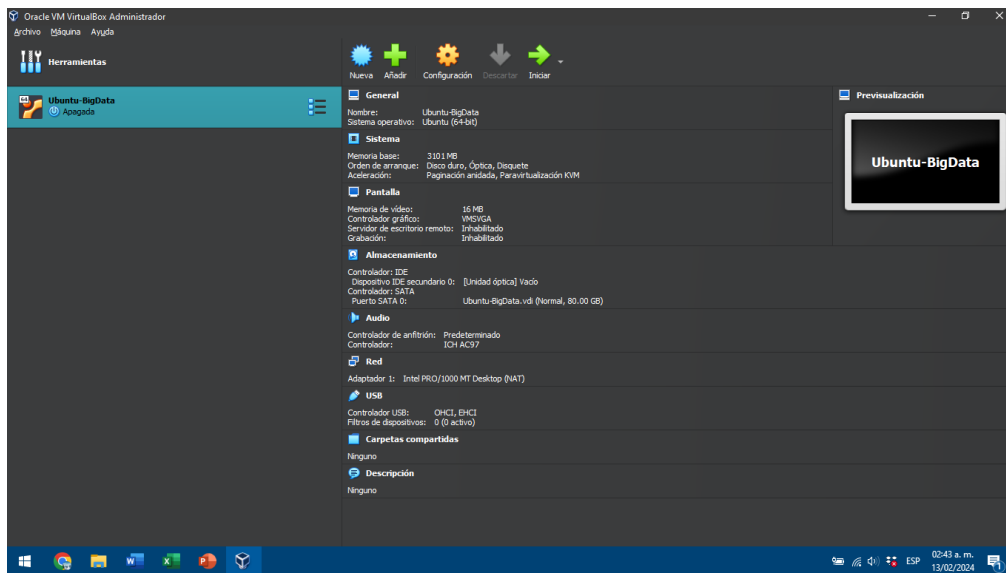 Oracle VM VirtualBox Administrador
Archivo Máquina Ayuda
Herramientas
Nueva Añadir Configuración Descartar Iniciar
64
Ubuntu-BigData
Apagada
General
Nombre: Ubuntu-BigData
Sistema operativo: Ubuntu (64-bit)
Previsualización
Ubuntu-BigData
Sistema
Memoria base: 3101 MB
Orden de arranque: Disco duro, Óptica, Disquete
Aceleración: Paginación anidada, Paravirtualización KVM
Pantalla
Memoria de vídeo: 16 MB
Controlador gráfico: VMSVGA
Servidor de escritorio remoto: Inhabilitado
Grabación: Inhabilitado
Almacenamiento
Controlador: IDE
Dispositivo IDE secundario 0: [Unidad óptica] Vacío
Controlador: SATA
Puerto SATA 0: Ubuntu-BigData.vdi (Normal, 80.00 GB)
Audio
Controlador de anfitrión: Predeterminado
Controlador: ICH AC97
Red
Adaptador 1: Intel PRO/1000 MT Desktop (NAT)
USB
Controlador USB: OHCI, EHCI
Filtros de dispositivos: 0 (0 activo)
Carpetas compartidas
Ninguno
Descripción
Ninguno
ESP
02:43 a. m.
13/02/2024